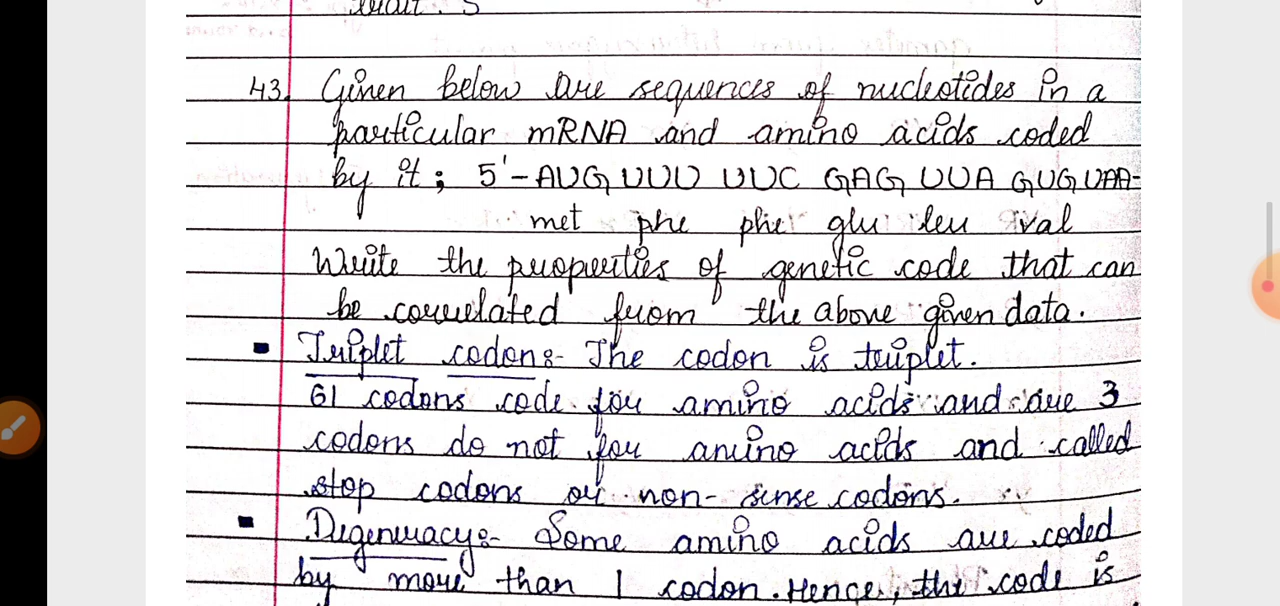 43. Given below are sequences of nucleotides in a
particular mRNA and amino acids coded
by it; 5'-AUG UUU UUC GAG UUA GUG UAA-
met phe phe glu leu val
Write the properties of genetic code that can
be correlated from the above given data.
▪ Triplet codon:- The codon is triplet.
61 codons code for amino acids and are 3
codons do not for amino acids and called
stop codons or non-sense codons.
▪ Degeneracy:- Some amino acids are coded
by more than 1 codon. Hence, the code is